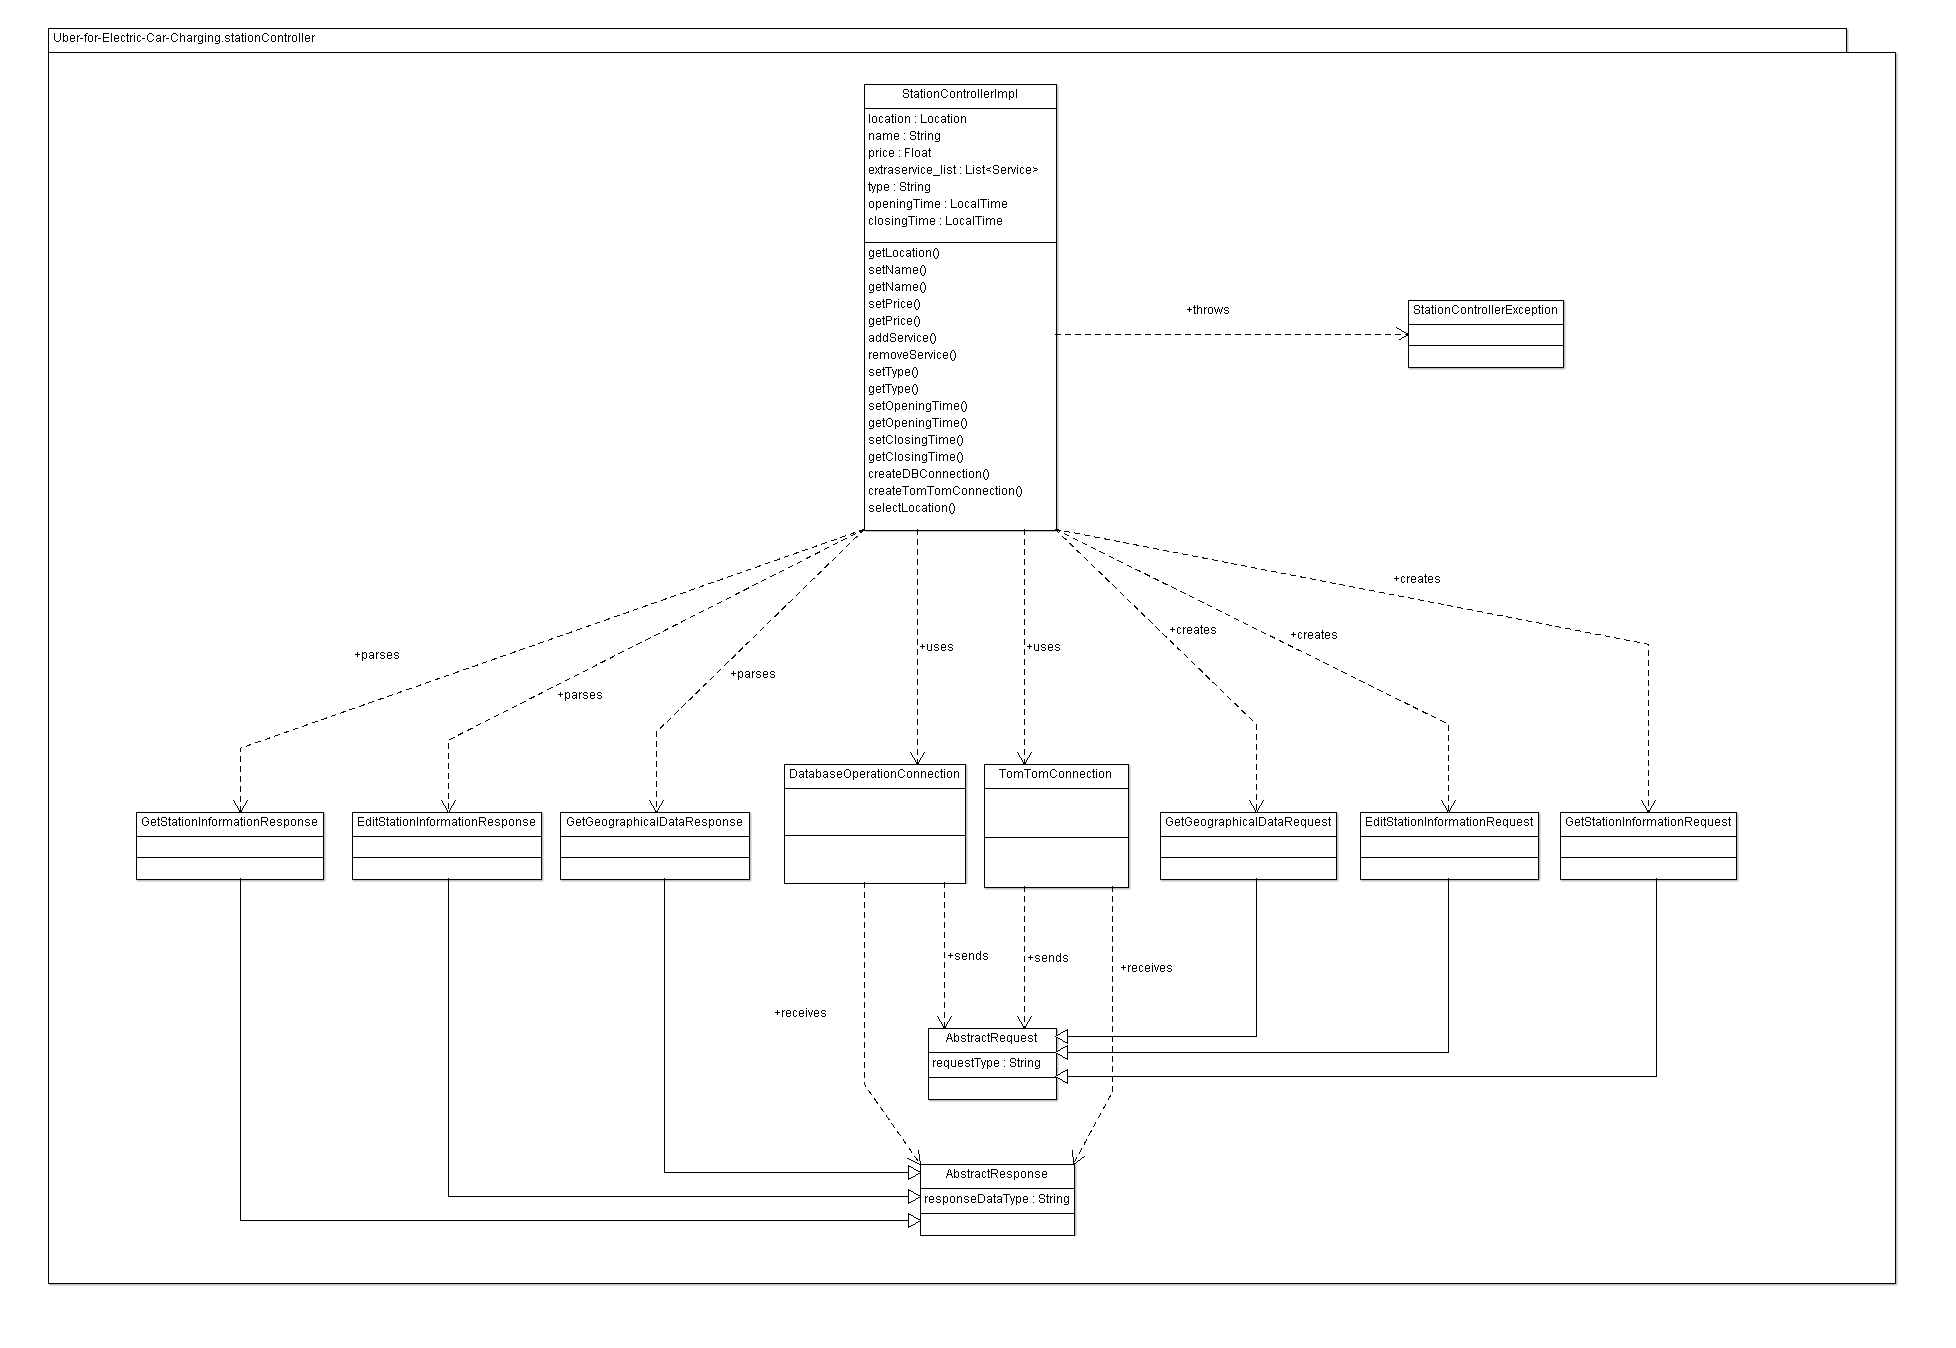 Uber-for-Electric-Car-Charging.stationController
StationControllerImpl
location : Location
name : String
price : Float
extraservice_list : List<Service>
type : String
openingTime : LocalTime
closingTime : LocalTime
getLocation()
setName()
getName()
setPrice()
getPrice()
addService()
removeService()
setType()
getType()
setOpeningTime()
getOpeningTime()
setClosingTime()
getClosingTime()
createDBConnection()
createTomTomConnection()
selectLocation()
+throws
StationControllerException
+parses
+parses
+parses
+uses
+uses
+creates
+creates
+creates
GetStationInformationResponse
EditStationInformationResponse
GetGeographicalDataResponse
DatabaseOperationConnection
TomTomConnection
GetGeographicalDataRequest
EditStationInformationRequest
GetStationInformationRequest
+receives
+sends
+sends
+receives
AbstractRequest
requestType : String
AbstractResponse
responseDataType : String